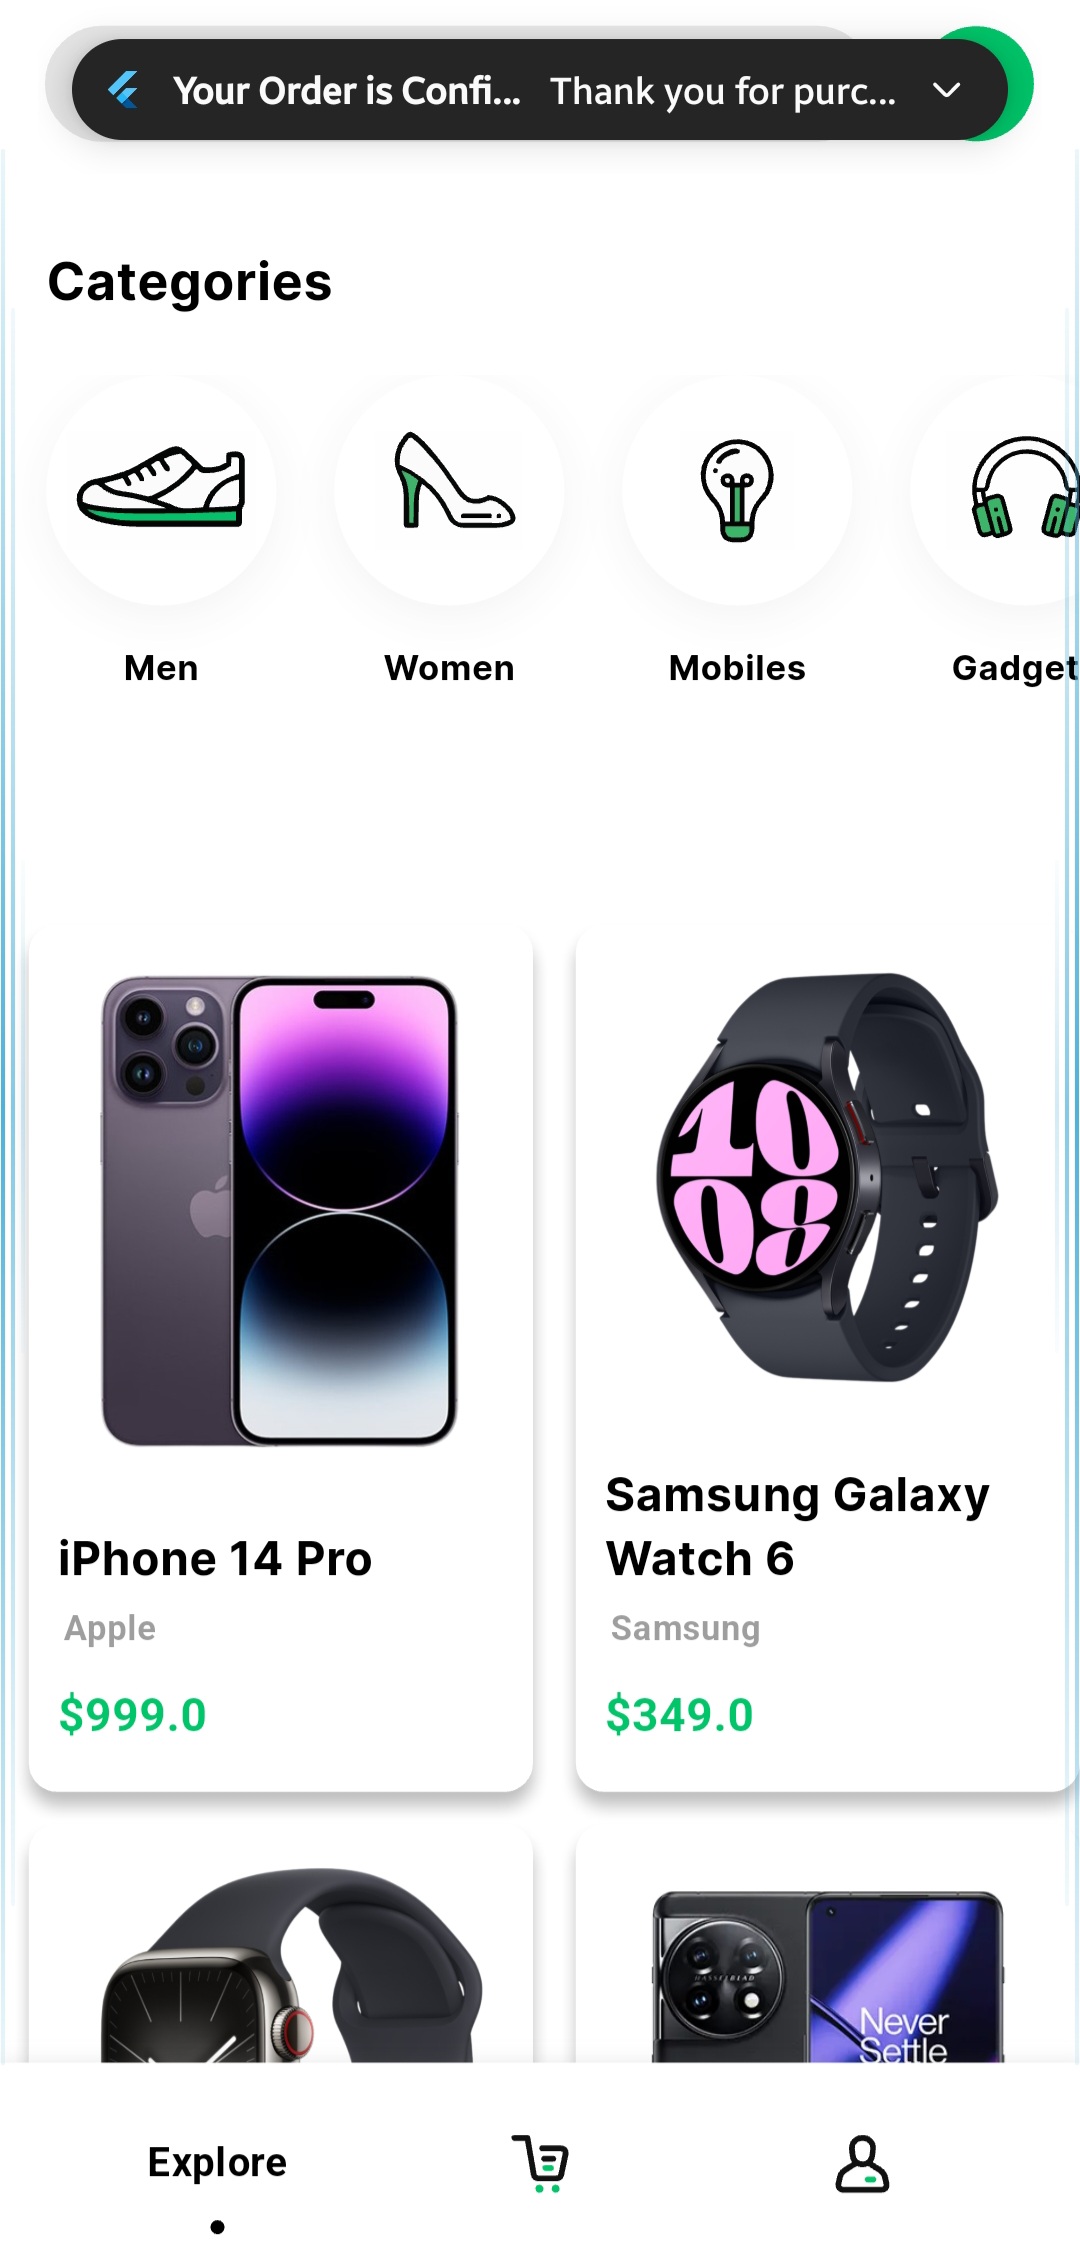 Your Order is Confi... Thank you for purc...
Categories
Men Women Mobiles Gadget
10
08
iPhone 14 Pro
Apple
$999.0
Samsung Galaxy
Watch 6
Samsung
$349.0
HASSELBLAD
Never
Settle
Explore